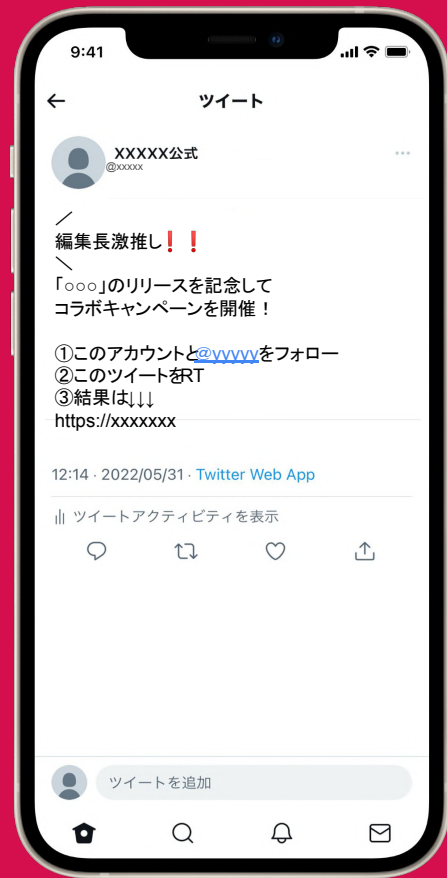 9:41
ツイート
XXXXX公式
@xxxxx
／
編集長激推し❗❗
＼
「○○○」のリリースを記念して
コラボキャンペーンを開催！
①このアカウントと@yyyyyをフォロー
②このツイートをRT
③結果は↓↓↓
https://xxxxxxx
12:14 · 2022/05/31 · Twitter Web App
ツイートアクティビティを表示
ツイートを追加